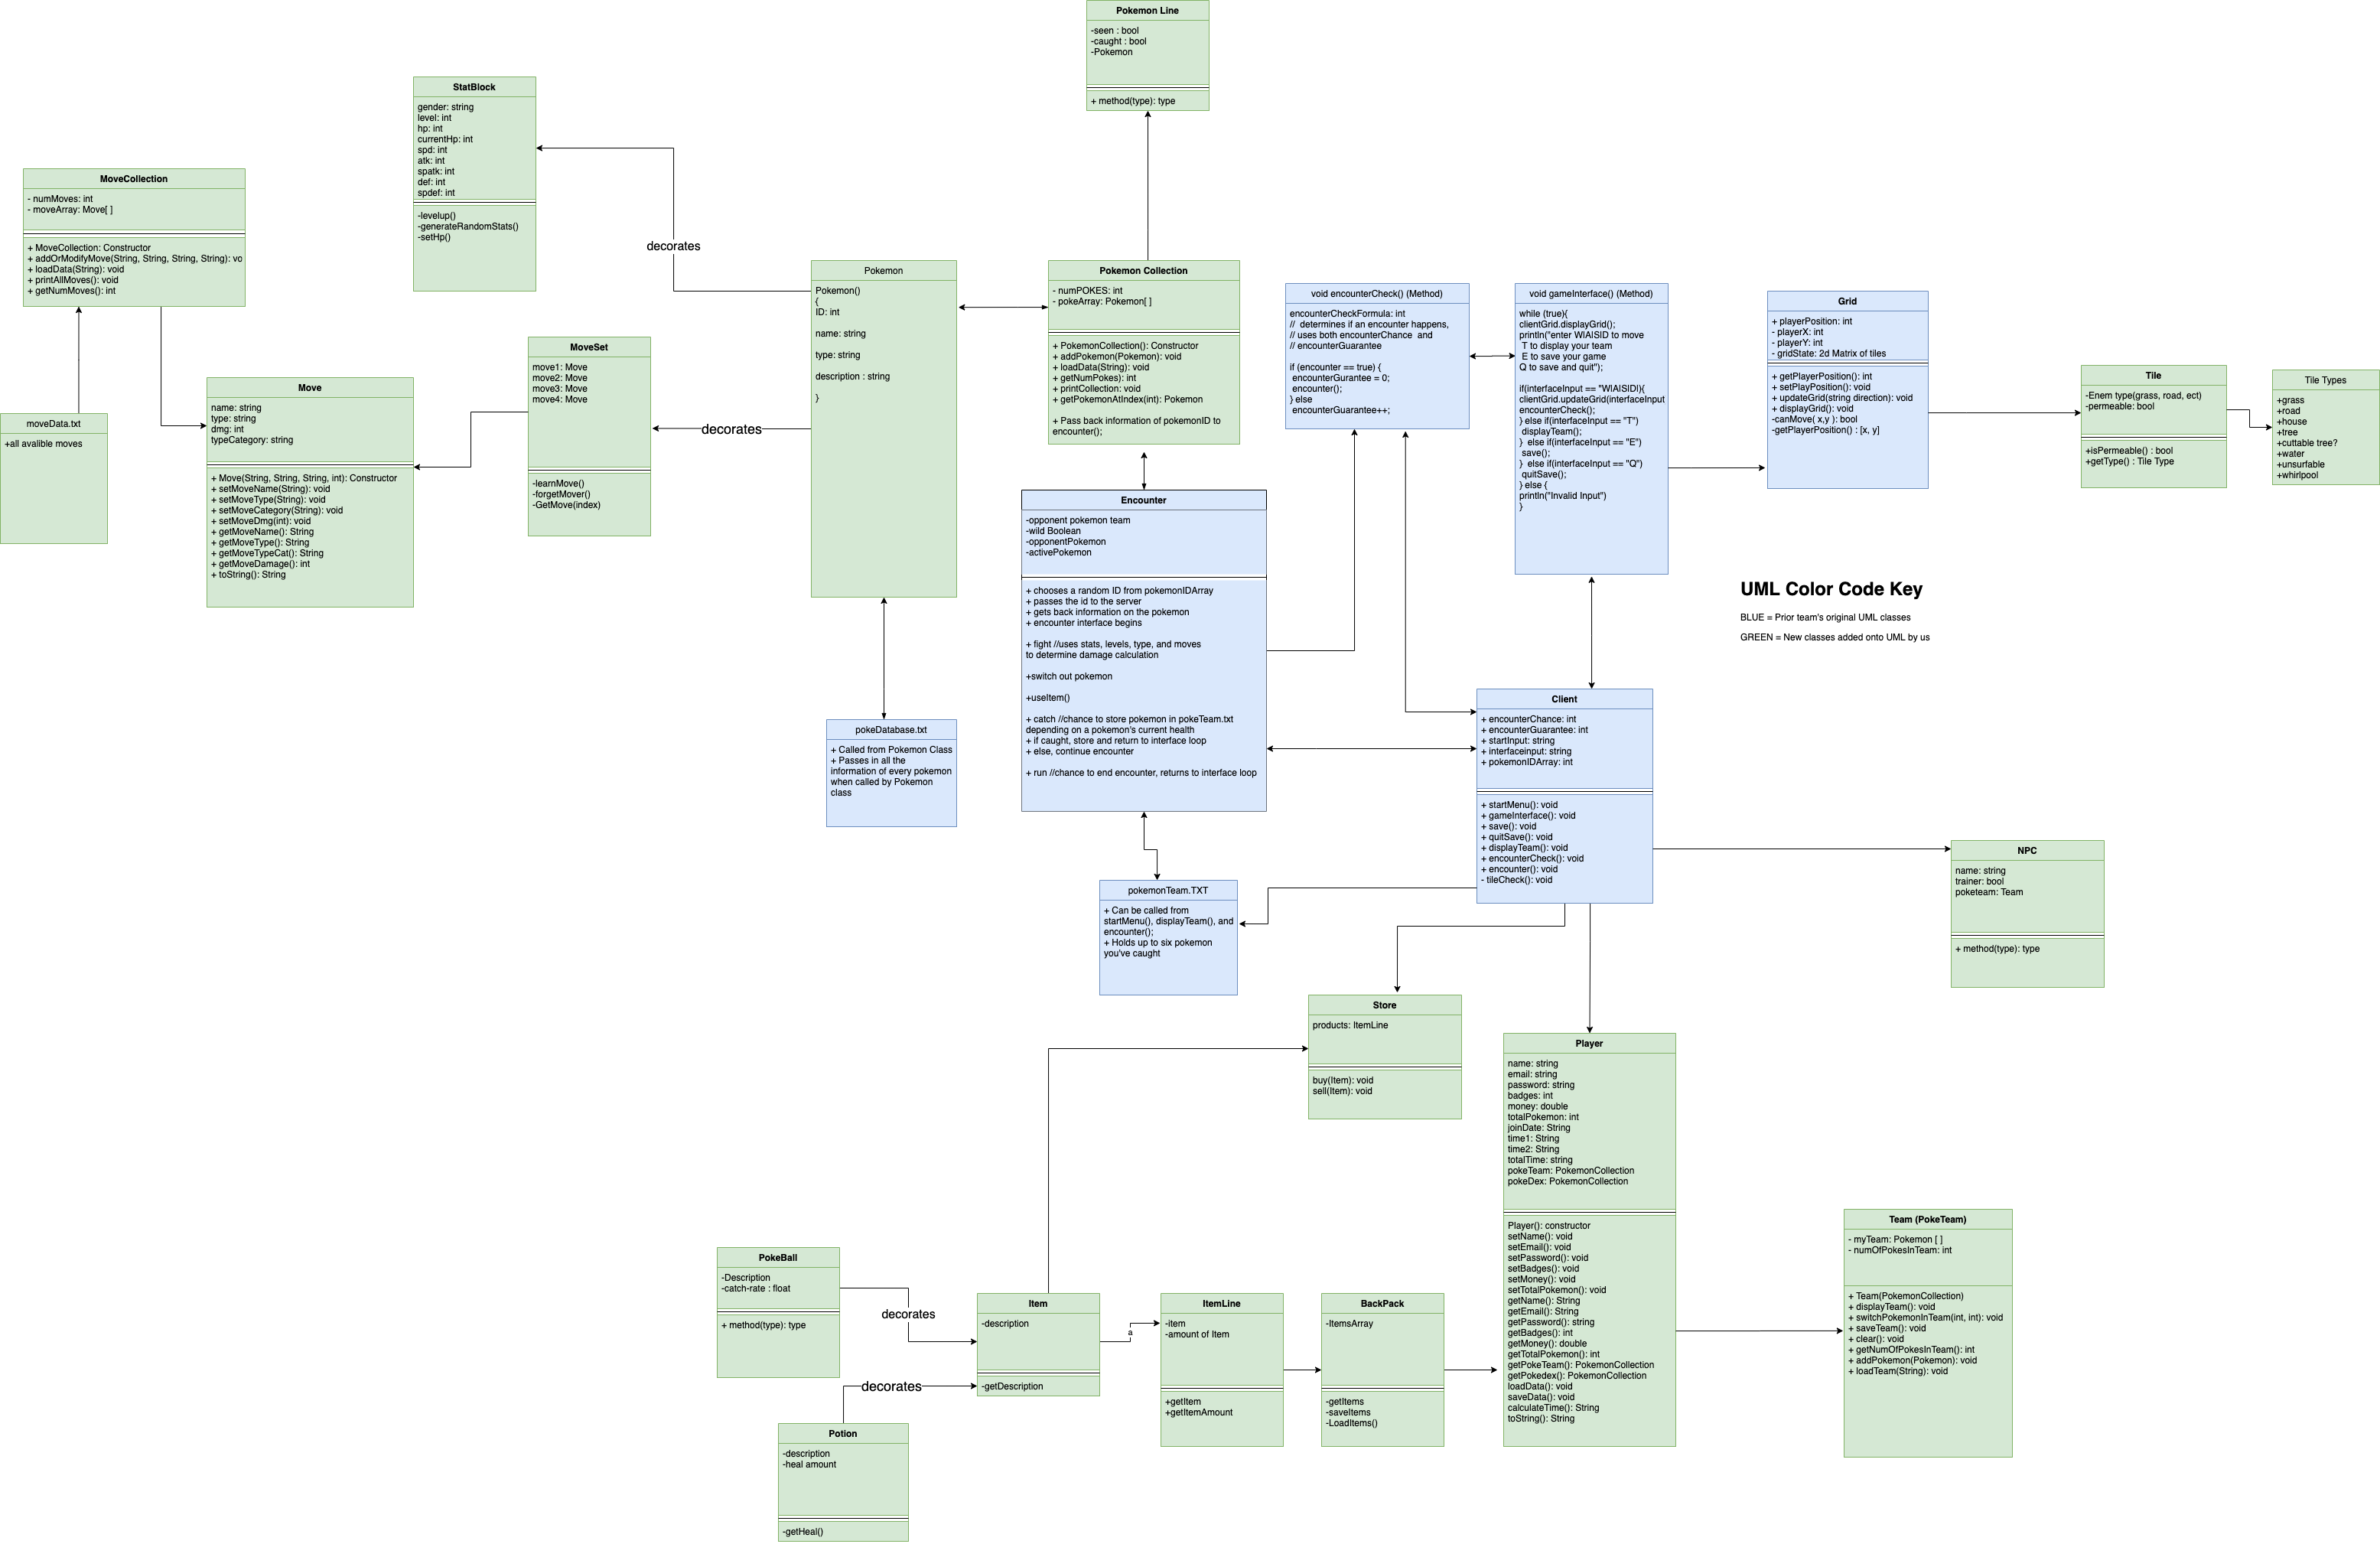 Pokemon Line
-seen : bool
-caught : bool
-Pokemon
+ method(type): type
StatBlock
gender: string
level: int
hp: int
currentHp: int
spd: int
atk: int
spatk: int
def: int
spdef: int
-levelup()
-generateRandomStats()
-setHp()
MoveCollection
- numMoves: int
- moveArray: Move[ ]
+ MoveCollection: Constructor
+ addOrModifyMove(String, String, String, String): vo
+ loadData(String): void
+ printAllMoves(): void
+ getNumMoves(): int
moveData.txt
+all avalible moves
Move
name: string
type: string
dmg: int
typeCategory: string
+ Move(String, String, String, int): Constructor
+ setMoveName(String): void
+ setMoveType(String): void
+ setMoveCategory(String): void
+ setMoveDmg(int): void
+ getMoveName(): String
+ getMoveType(): String
+ getMoveTypeCat(): String
+ getMoveDamage(): int
+ toString(): String
MoveSet
move1: Move
move2: Move
move3: Move
move4: Move
-learnMove()
-forgetMover()
-GetMove(index)
decorates
decorates
Pokemon
Pokemon()
{
ID: int
name: string
type: string
description : string
}
Pokemon Collection
- numPOKES: int
- pokeArray: Pokemon[ ]
+ PokemonCollection(): Constructor
+ addPokemon(Pokemon): void
+ loadData(String): void
+ getNumPokes): int
+ printCollection(): void
+ getPokemonAtIndex(int): Pokemon
+ Pass back information of pokemonID to
encounter();
void encounterCheck() (Method)
encounterCheckFormula: int
// determines if an encounter happens,
// uses both encounterChance and
// encounterGuarantee
if (encounter == true) {
encounterGurantee = 0;
encounter();
} else
encounterGuarantee++;
void gameInterface() (Method)
while (true){
clientGrid.displayGrid();
println("enter WIAISID to move
T to display your team
E to save your game
Q to save and quit");
if(interfaceInput == "WIAISIDI){
clientGrid.updateGrid(interfaceInput
encounterCheck();
} else if(interfaceInput == "T")
displayTeam();
} else if(interfaceInput == "E")
save();
} else if(interfaceInput == "Q")
quitSave();
} else {
println("Invalid Input")
}
Grid
+ playerPosition: int
- playerX: int
- playerY: int
- gridState: 2d Matrix of tiles
+ getPlayerPosition(): int
+ setPlayPosition(): void
+ updateGrid(string direction): void
+ displayGrid(): void
-canMove( x,y ): bool
-getPlayerPosition() : [x, y]
Tile
-Enem type(grass, road, ect)
-permeable: bool
+isPermeable() : bool
+getType() : Tile Type
Tile Types
+grass
+road
+house
+tree
+cuttable tree?
+water
+unsurfable
+whirlpool
Encounter
-opponent pokemon team
-wild Boolean
-opponentPokemon
-activePokemon
+ chooses a random ID from pokemonIDArray
+ passes the id to the server
+ gets back information on the pokemon
+ encounter interface begins
+ fight //uses stats, levels, type, and moves
to determine damage calculation
+switch out pokemon
+useItem()
+ catch //chance to store pokemon in pokeTeam.txt
depending on a pokemon's current health
+ if caught, store and return to interface loop
+ else, continue encounter
+ run //chance to end encounter, returns to interface loop
UML Color Code Key
BLUE = Prior team's original UML classes
GREEN = New classes added onto UML by us
pokeDatabase.txt
+ Called from Pokemon Class
+ Passes in all the
information of every pokemon
when called by Pokemon
class
Client
+ encounterChance: int
+ encounterGuarantee: int
+ startInput: string
+ interfaceinput: string
+ pokemonIDArray: int
+ startMenu(): void
+ gameInterface(): void
+ save(): void
+ quitSave(): void
+ displayTeam(): void
+ encounterCheck(): void
+ encounter(): void
- tileCheck(): void
pokemonTeam.TXT
+ Can be called from
startMenu(), displayTeam(), and
encounter();
+ Holds up to six pokemon
you've caught
NPC
name: string
trainer: bool
poketeam: Team
+ method(type): type
Store
products: ItemLine
buy(Item): void
sell(Item): void
Player
name: string
email: string
password: string
badges: int
money: double
totalPokemon: int
joinDate: String
time1: String
time2: String
totalTime: string
pokeTeam: PokemonCollection
pokeDex: PokemonCollection
Player(): constructor
setName(): void
setEmail(): void
setPassword(): void
setBadges(): void
setMoney(): void
setTotalPokemon(): void
getName(): String
getEmail(): String
getPassword(): string
getBadges(): int
getMoney(): double
getTotalPokemon(): int
getPokeTeam(): PokemonCollection
getPokedex(): PokemonCollection
loadData(): void
saveData(): void
calculateTime(): String
toString(): String
Team (PokeTeam)
- myTeam: Pokemon [ ]
- numOfPokesInTeam: int
+ Team(PokemonCollection)
+ displayTeam(): void
+ switchPokemonInTeam(int, int): void
+ saveTeam(): void
+ clear(): void
+ getNumOfPokesInTeam(): int
+ addPokemon(Pokemon): void
+ loadTeam(String): void
PokeBall
-Description
-catch-rate : float
+ method(type): type
decorates
decorates
Item
-description
-getDescription
a
ItemLine
-item
-amount of Item
+getItem
+getItemAmount
BackPack
-ItemsArray
-getItems
-saveItems
-LoadItems()
Potion
-description
-heal amount
-getHeal()